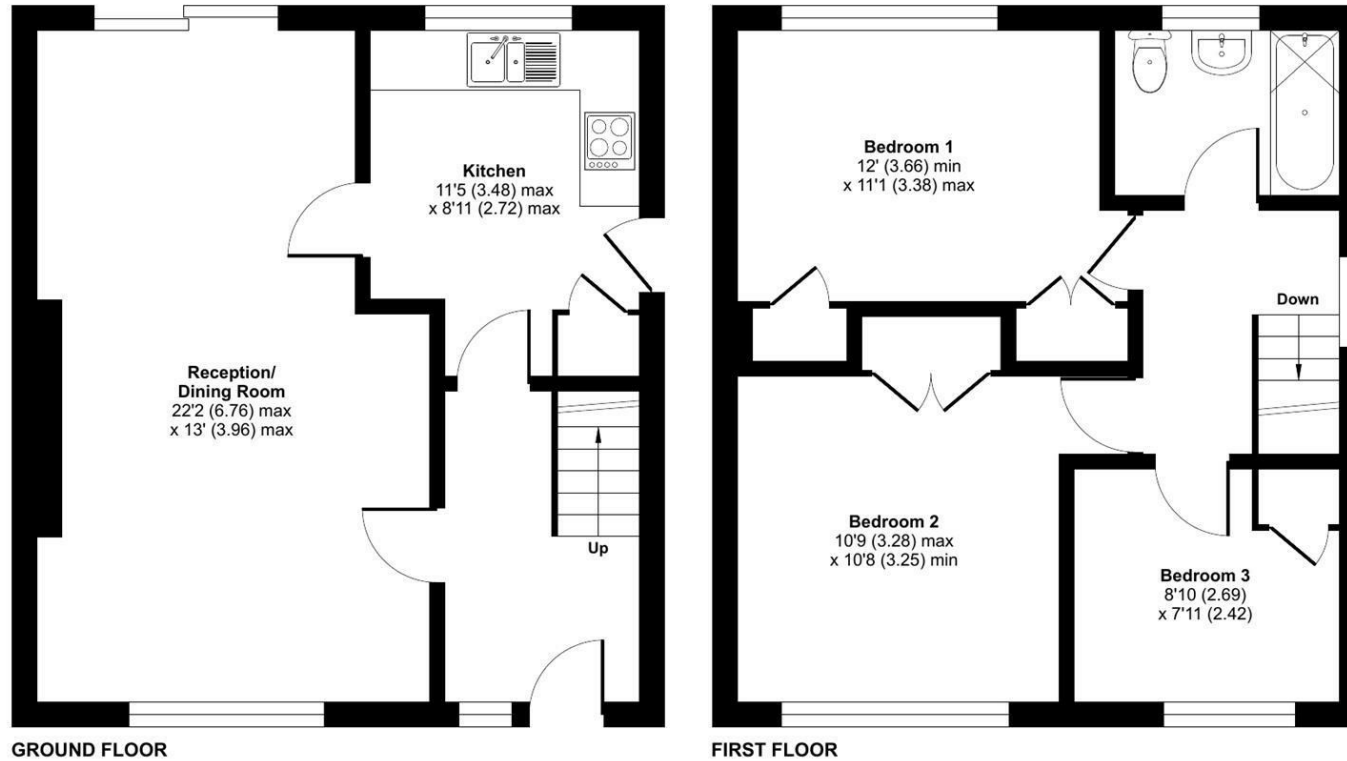 Kitchen
11'5 (3.48) max
x 8'11 (2.72) max
Reception/
Dining Room
22'2 (6.76) max
x 13' (3.96) max
Up
GROUND FLOOR
Bedroom 1
12' (3.66) min
x 11'1 (3.38) max
Down
Bedroom 2
10'9 (3.28) max
x 10'8 (3.25) min
Bedroom 3
8'10 (2.69)
x 7'11 (2.42)
FIRST FLOOR